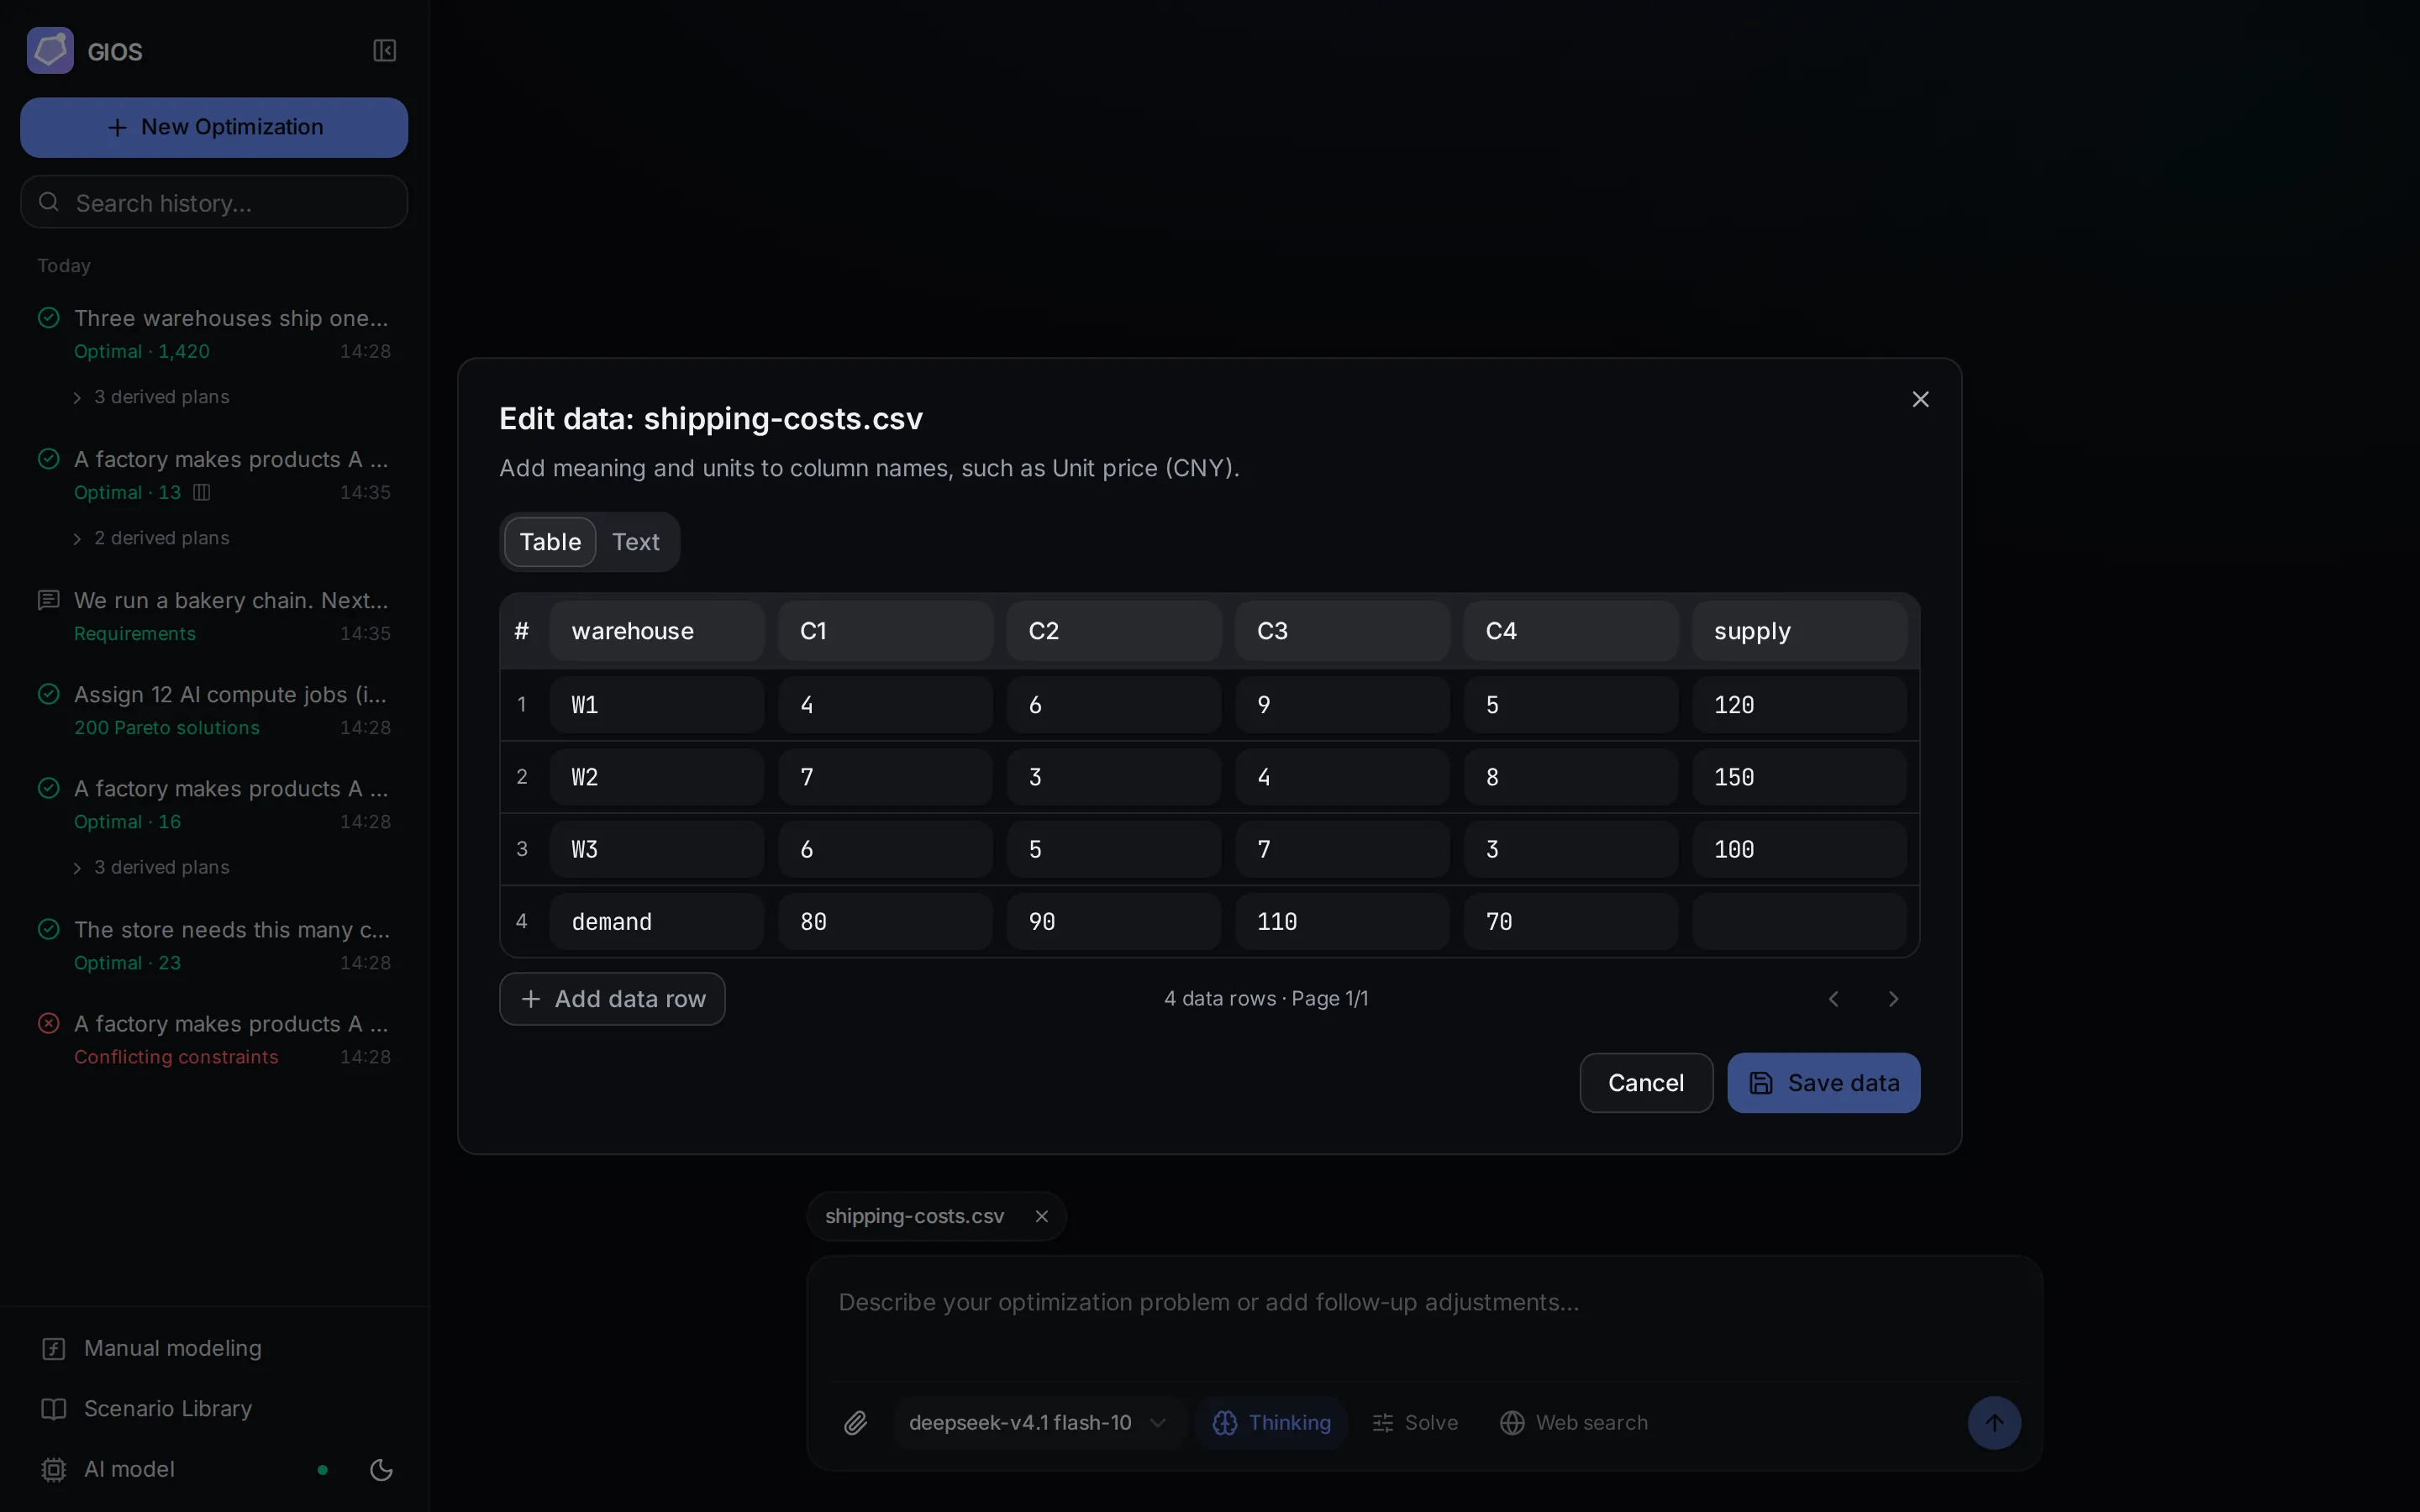 GIOS
New Optimization
Search history...
Today
Three warehouses ship one...
Optimal · 1,420 14:28
3 derived plans
A factory makes products A ...
Optimal · 13 14:35
2 derived plans
We run a bakery chain. Next...
Requirements 14:35
Assign 12 AI compute jobs (i...
200 Pareto solutions 14:28
A factory makes products A ...
Optimal · 16 14:28
3 derived plans
The store needs this many c...
Optimal · 23 14:28
A factory makes products A ...
Conflicting constraints 14:28
Manual modeling
Scenario Library
AI model
Edit data: shipping-costs.csv
Add meaning and units to column names, such as Unit price (CNY).
Table Text
# warehouse C1 C2 C3 C4 supply
1 W1 4 6 9 5 120
2 W2 7 3 4 8 150
3 W3 6 5 7 3 100
4 demand 80 90 110 70
Add data row 4 data rows · Page 1/1
Cancel Save data
shipping-costs.csv
Describe your optimization problem or add follow-up adjustments...
deepseek-v4.1 flash-10 Thinking Solve Web search